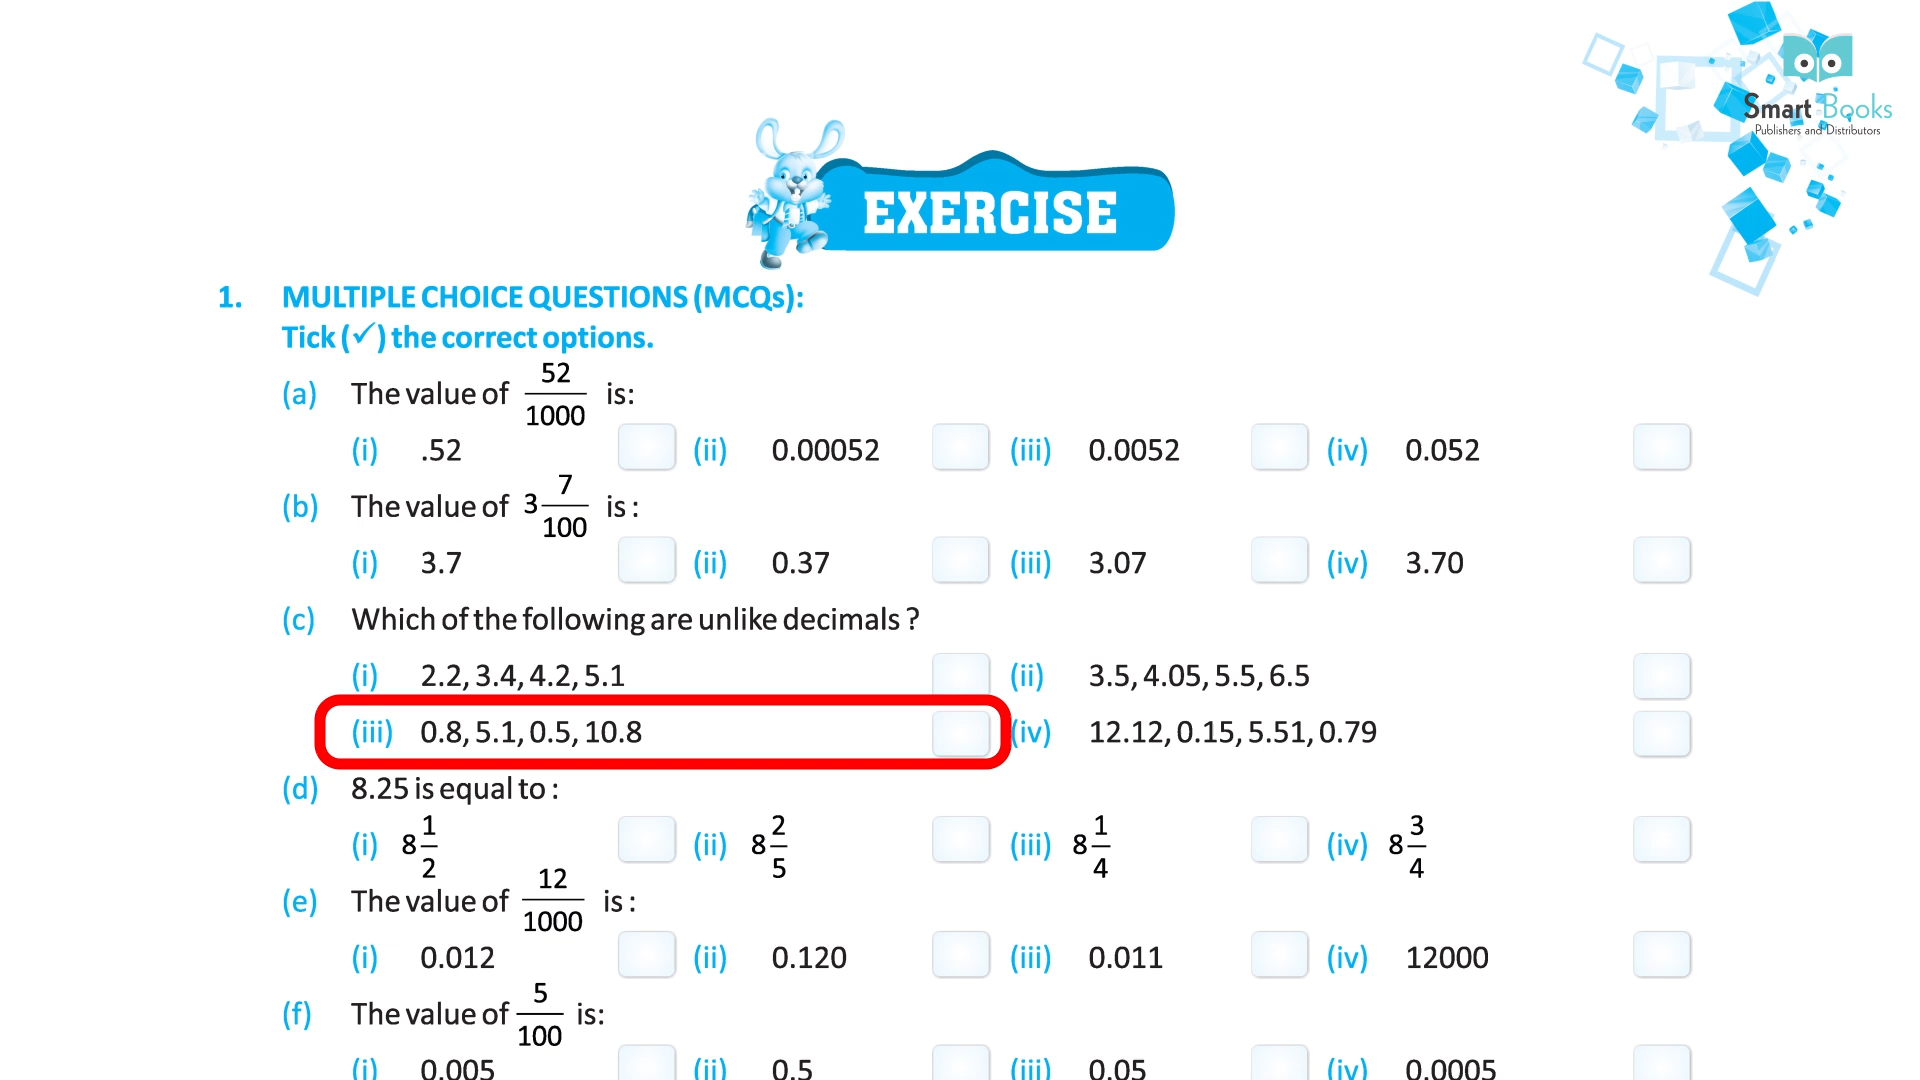 Smart Books
Publishers and Distributors
EXERCISE
1. MULTIPLE CHOICE QUESTIONS (MCQs):
Tick (✓) the correct options.
(a) The value of 52/1000 is:
(i) .52 (ii) 0.00052 (iii) 0.0052 (iv) 0.052
(b) The value of 3 7/100 is :
(i) 3.7 (ii) 0.37 (iii) 3.07 (iv) 3.70
(c) Which of the following are unlike decimals ?
(i) 2.2, 3.4, 4.2, 5.1 (ii) 3.5, 4.05, 5.5, 6.5
(iii) 0.8, 5.1, 0.5, 10.8 (iv) 12.12, 0.15, 5.51, 0.79
(d) 8.25 is equal to :
(i) 8 1/2 (ii) 8 2/5 (iii) 8 1/4 (iv) 8 3/4
(e) The value of 12/1000 is :
(i) 0.012 (ii) 0.120 (iii) 0.011 (iv) 12000
(f) The value of 5/100 is:
(i) 0.005 (ii) 0.5 (iii) 0.05 (iv) 0.0005